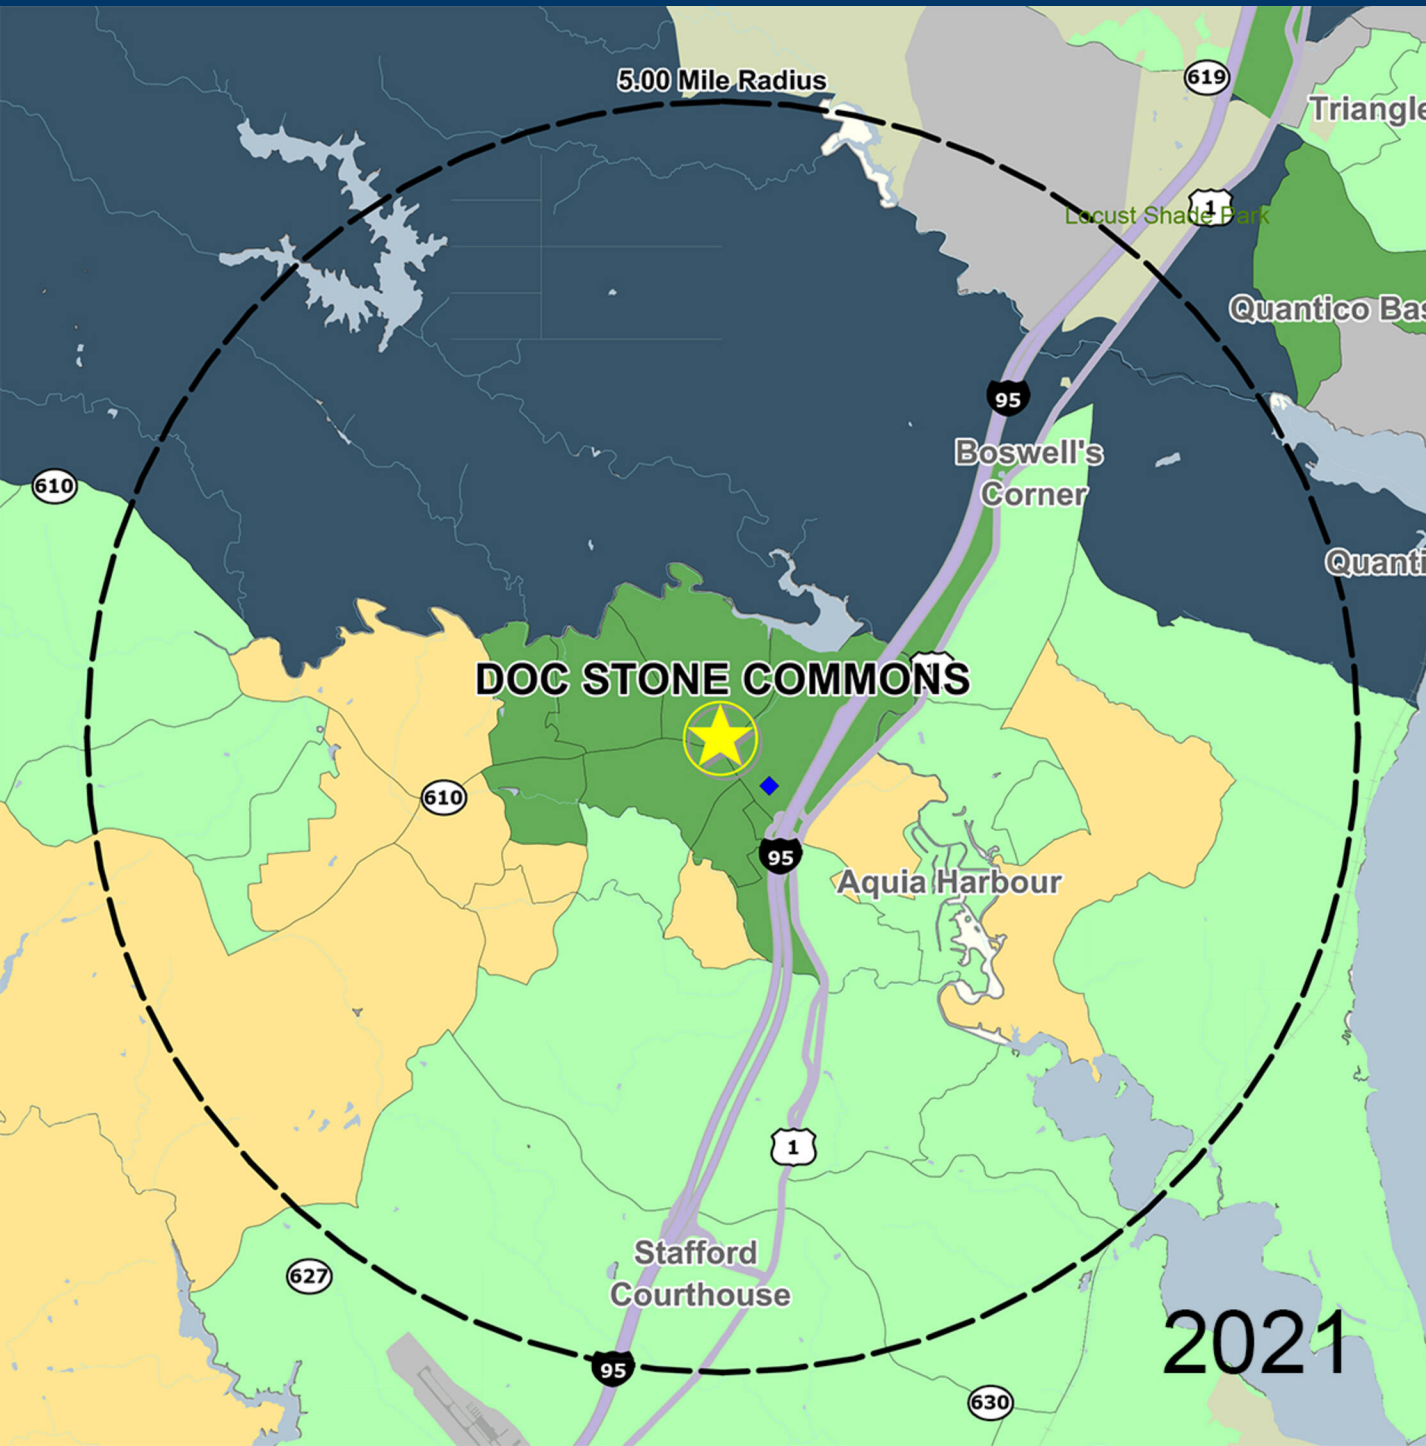 5.00 Mile Radius
619
Triangle
1
Locust Shade Park
Quantico Bas
95
Boswell's
Corner
610
Quanti
1
DOC STONE COMMONS
610
95
Aquia Harbour
1
Stafford
Courthouse
627
2021
95
630